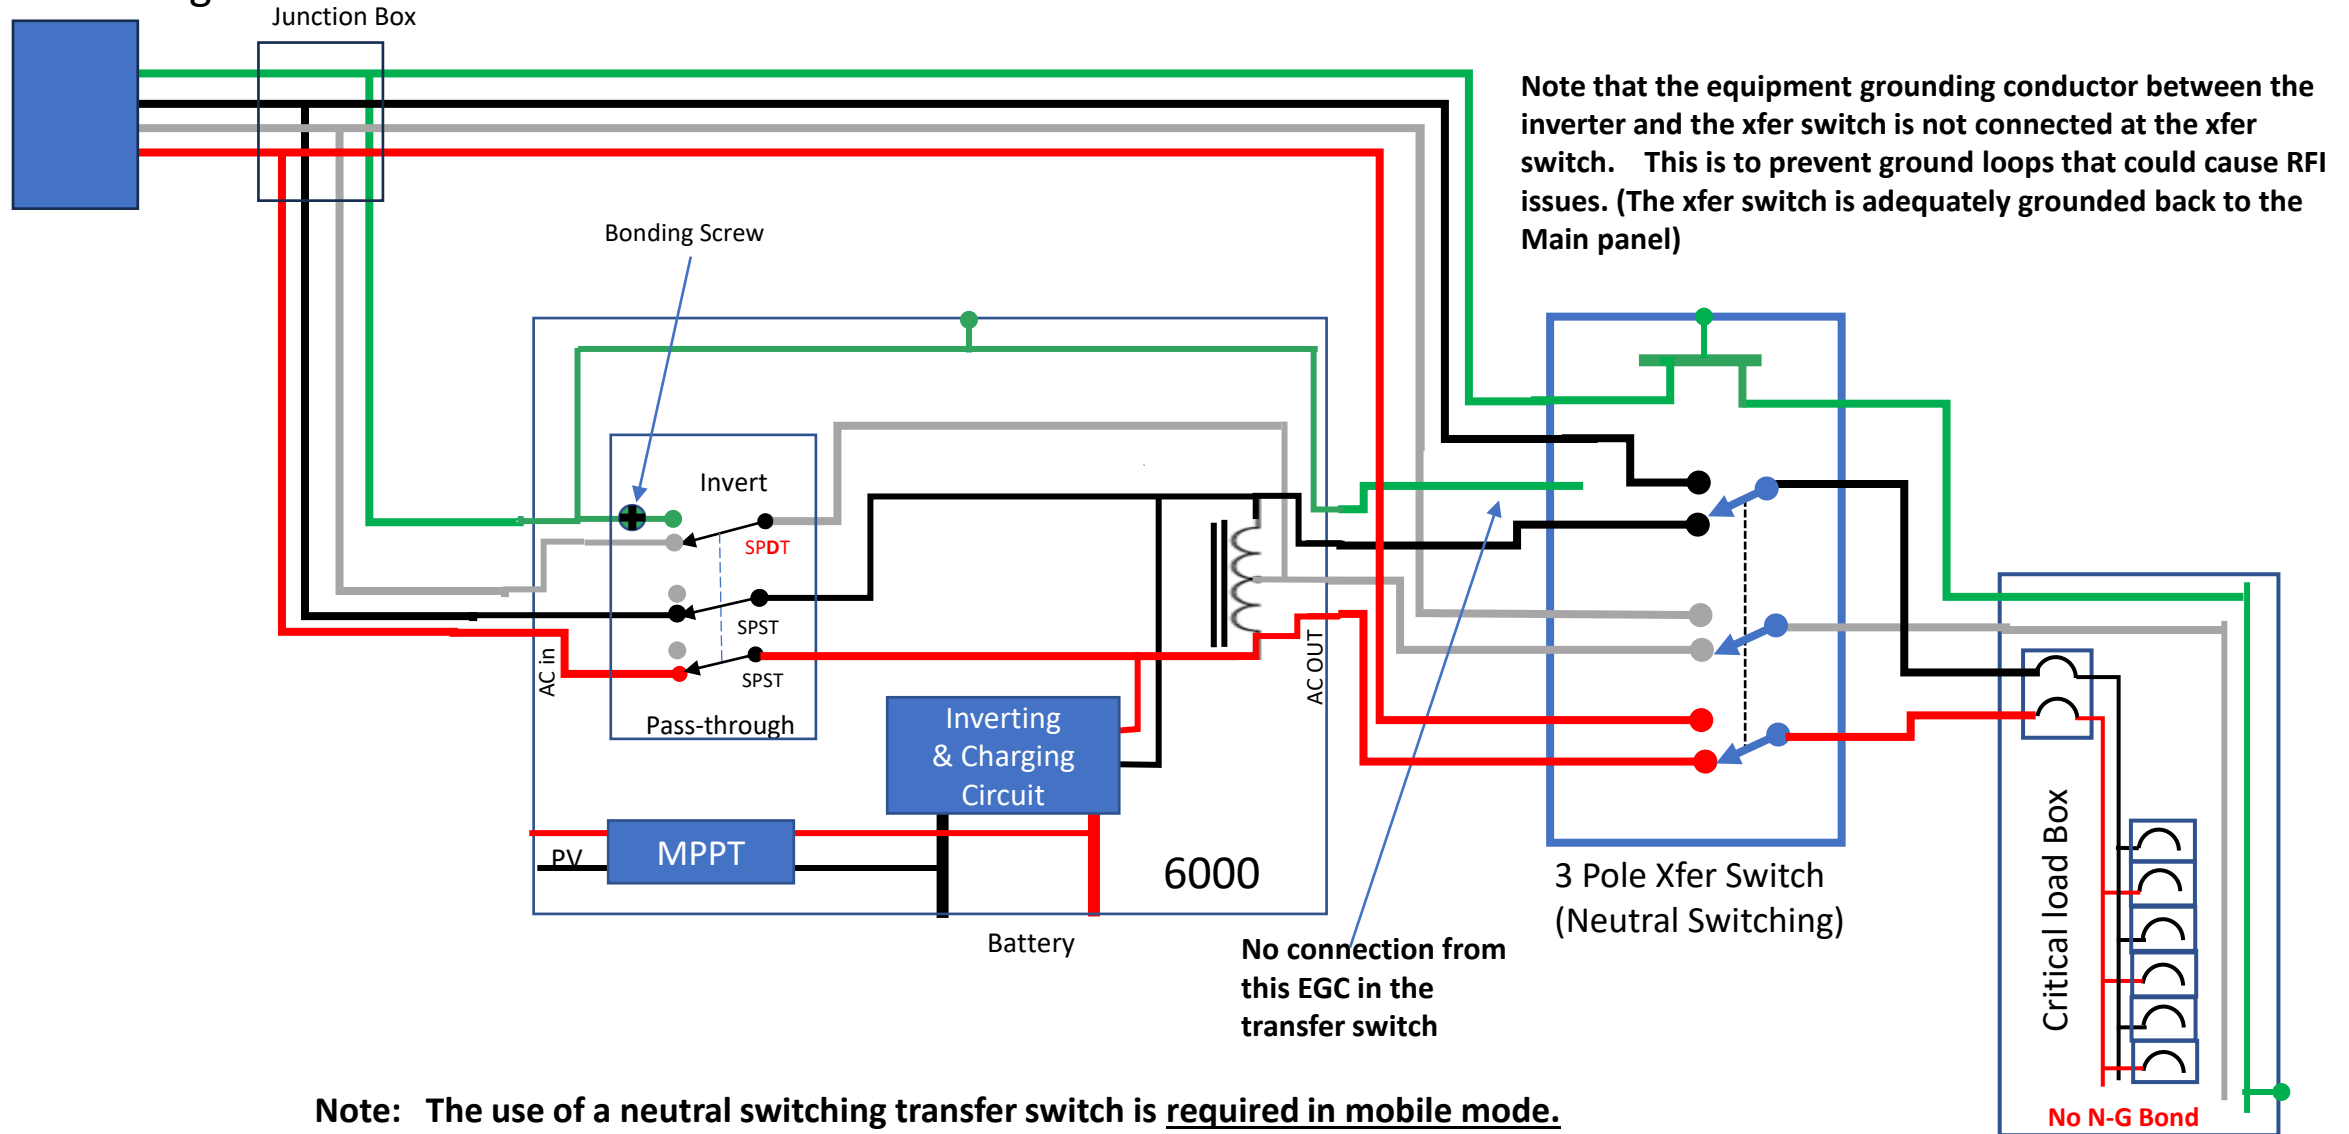 Junction Box
Note that the equipment grounding conductor between the
inverter and the xfer switch is not connected at the xfer
switch.    This is to prevent ground loops that could cause RFI
issues. (The xfer switch is adequately grounded back to the
Main panel)
Bonding Screw
Invert
SPDT
SPST
SPST
AC in
Pass-through
AC OUT
Inverting
& Charging
Circuit
PV
MPPT
6000
Battery
3 Pole Xfer Switch
(Neutral Switching)
No connection from
this EGC in the
transfer switch
Critical load Box
No N-G Bond
Note:   The use of a neutral switching transfer switch is required in mobile mode.